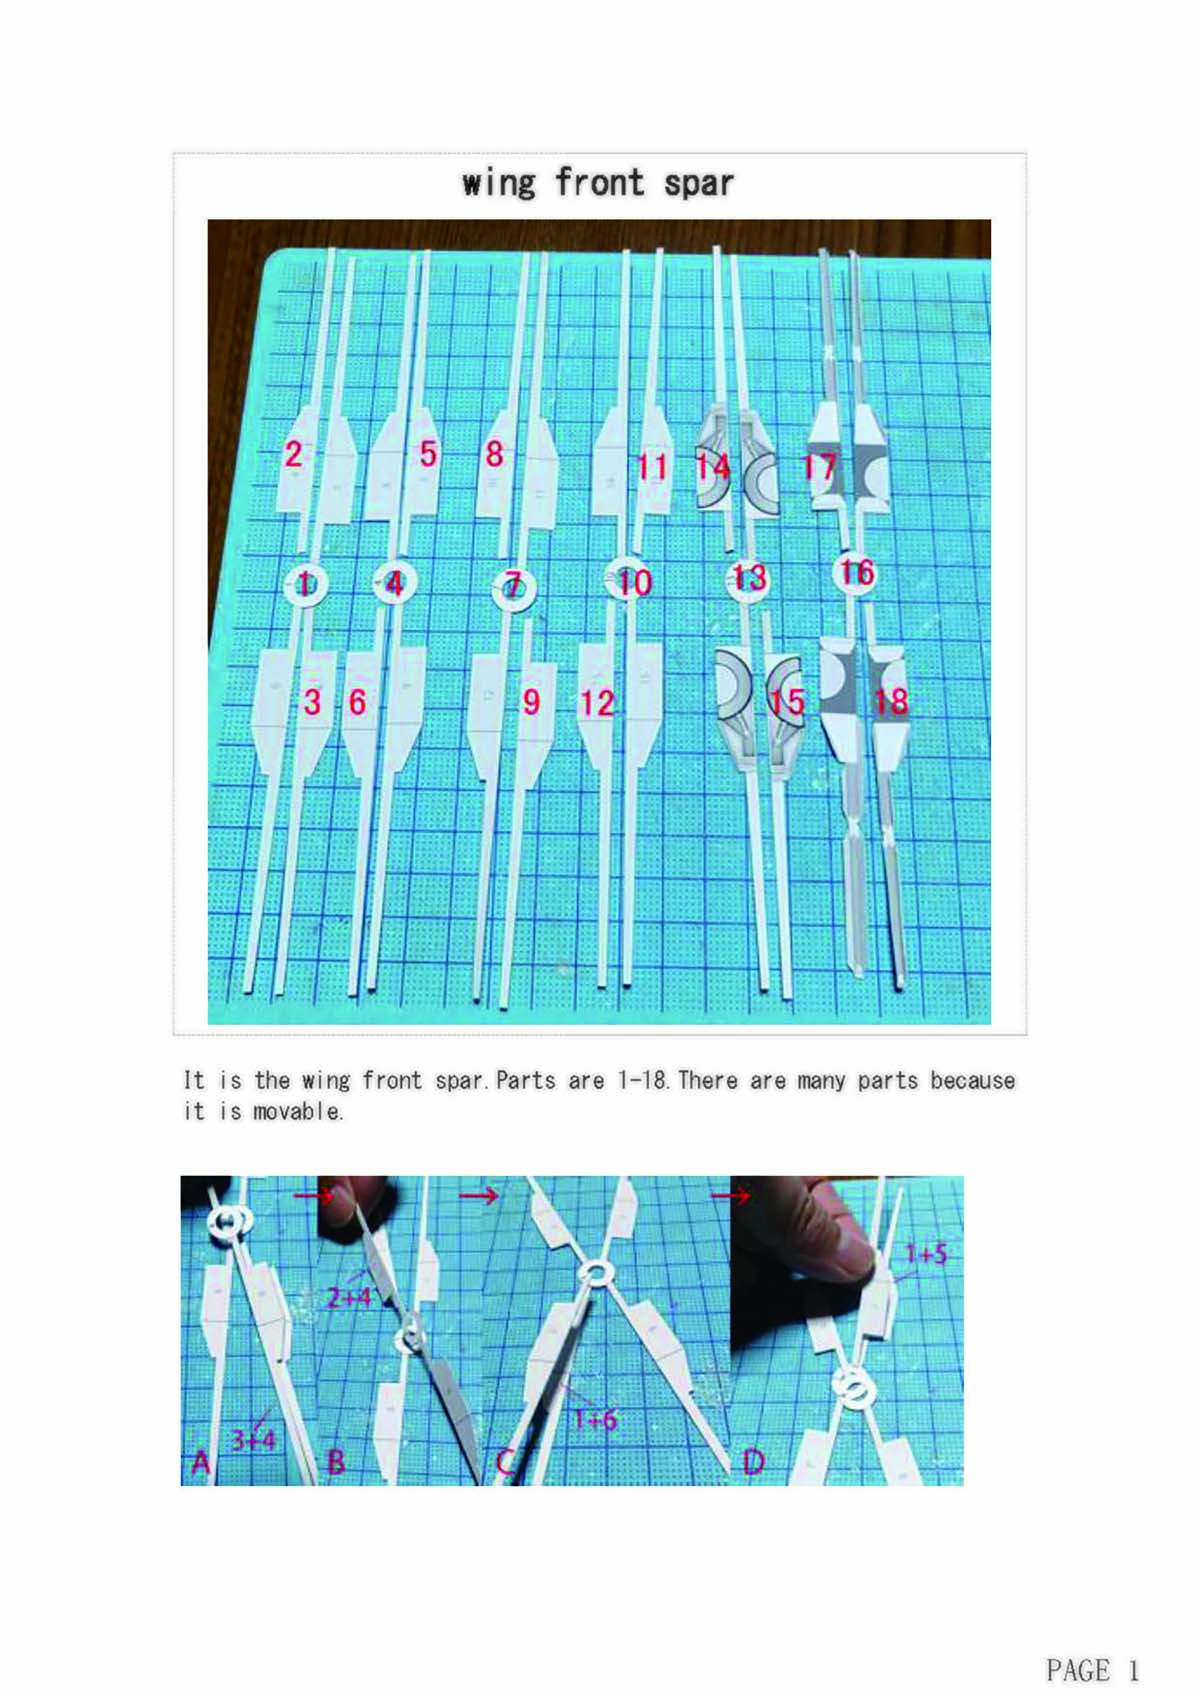 wing front spar
2 5 8 11 14 17
1 4 7 10 13 16
3 6 9 12 15 18
It is the wing front spar.Parts are 1-18.There are many parts because
it is movable.
3+4
A
2+4
B
1+6
C
1+5
D
PAGE 1